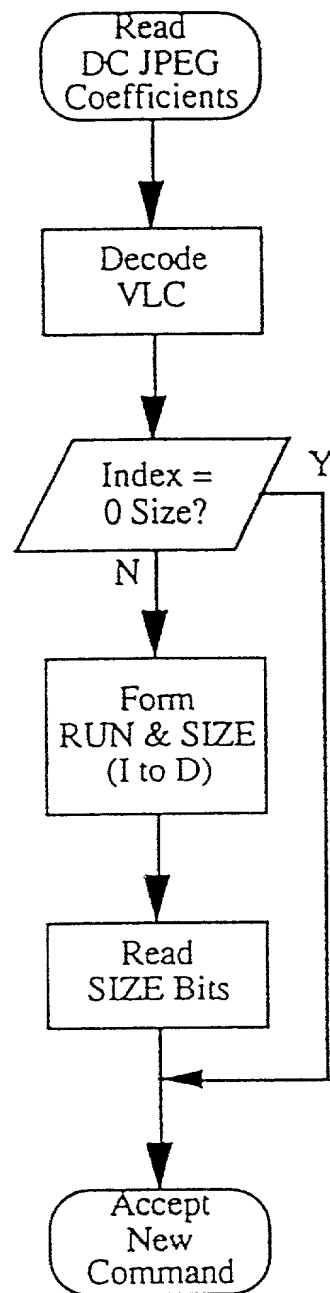 Read
DC JPEG
Coefficients
Decode
VLC
Index =
0 Size?
Y
N
Form
RUN & SIZE
(I to D)
Read
SIZE Bits
Accept
New
Command